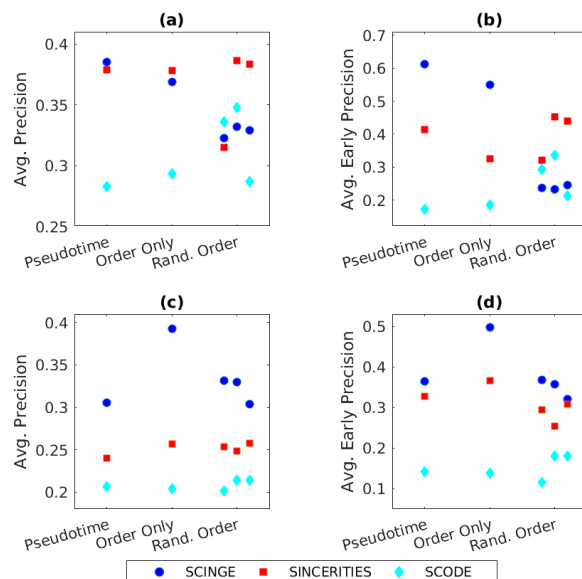 (a)
Avg. Precision
0.4
0.35
0.3
0.25
Pseudotime
Order Only
Rand. Order
(b)
Avg. Early Precision
0.7
0.6
0.5
0.4
0.3
0.2
Pseudotime
Order Only
Rand. Order
(c)
Avg. Precision
0.4
0.35
0.3
0.25
0.2
Pseudotime
Order Only
Rand. Order
(d)
Avg. Early Precision
0.5
0.4
0.3
0.2
0.1
Pseudotime
Order Only
Rand. Order
SCINGE SINCERITIES SCODE